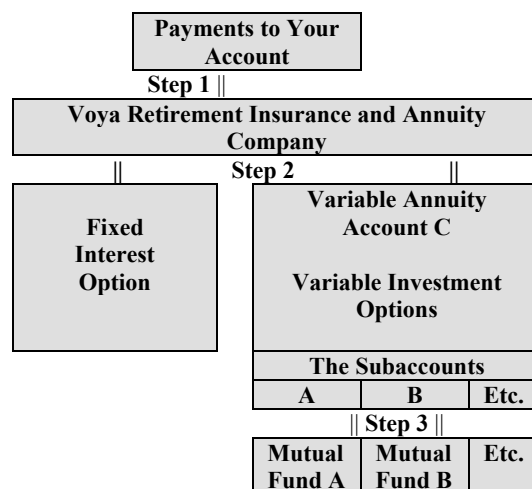 Payments to Your
Account
Step 1 ||
Voya Retirement Insurance and Annuity
Company
|| Step 2 ||
Fixed
Interest
Option
Variable Annuity
Account C
Variable Investment
Options
The Subaccounts
A B Etc.
|| Step 3 ||
Mutual
Fund A
Mutual
Fund B
Etc.